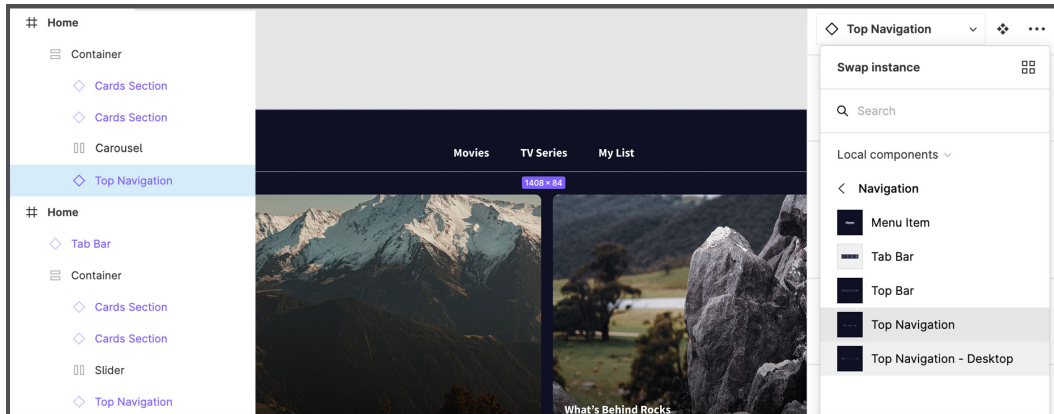 Home
Container
Cards Section
Cards Section
Carousel
Top Navigation
Home
Tab Bar
Container
Cards Section
Cards Section
Slider
Top Navigation
Movies TV Series My List
1408 × 84
What's Behind Rocks
Top Navigation
Swap instance
Search
Local components
Navigation
Menu Item
Tab Bar
Top Bar
Top Navigation
Top Navigation - Desktop